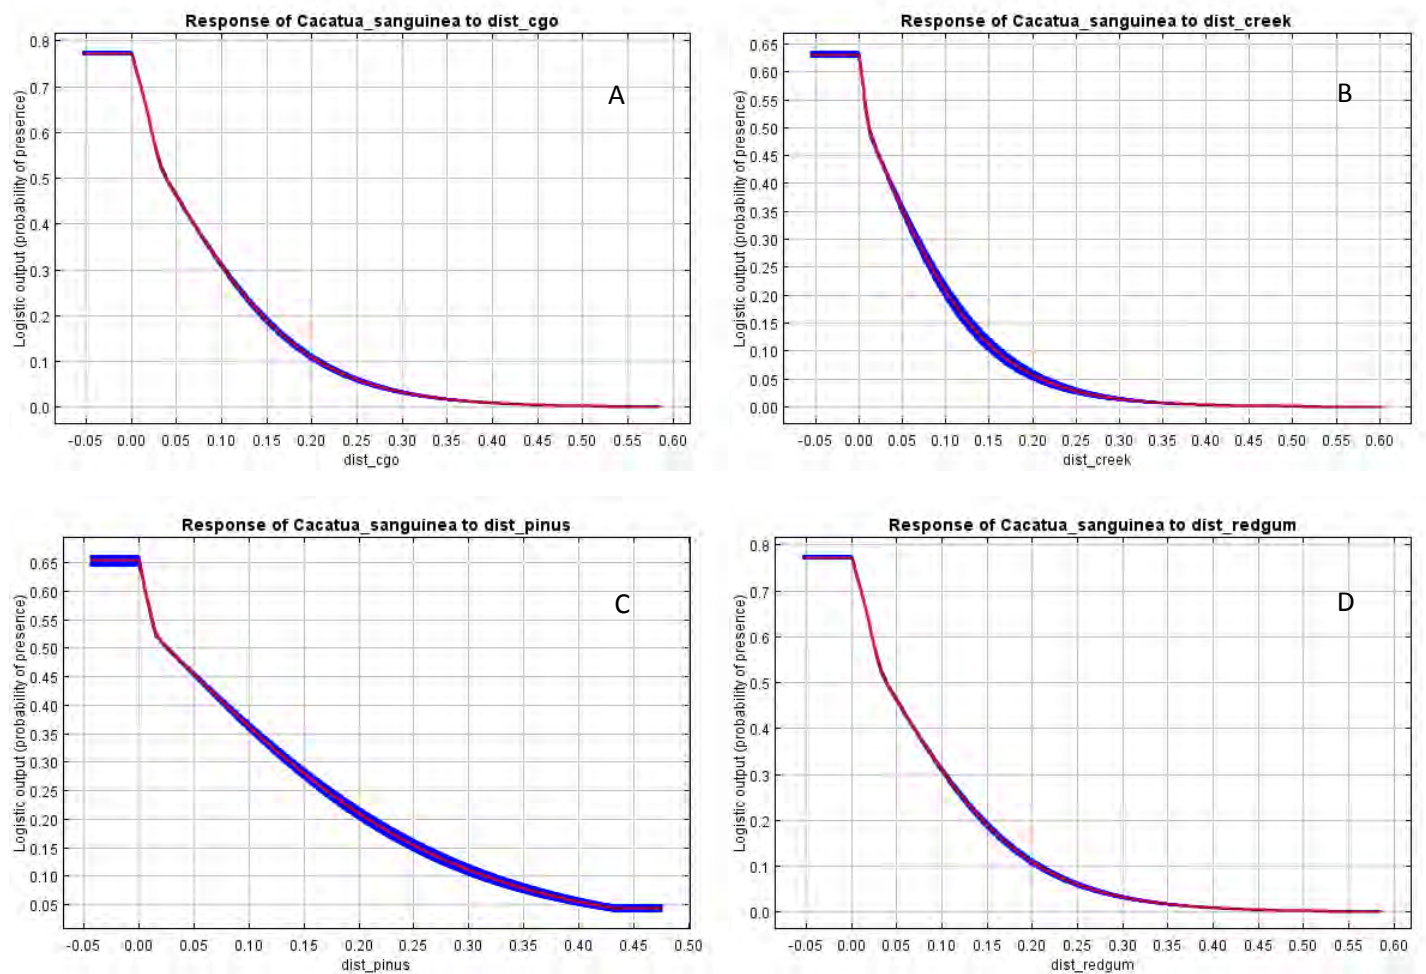 Response of Cacatua_sanguinea to dist_cgo
Logistic output (probability of presence)
0.8
0.7
0.6
0.5
0.4
0.3
0.2
0.1
0.0
A
-0.05 0.00 0.05 0.10 0.15 0.20 0.25 0.30 0.35 0.40 0.45 0.50 0.55 0.60
dist_cgo
Response of Cacatua_sanguinea to dist_creek
Logistic output (probability of presence)
0.65
0.60
0.55
0.50
0.45
0.40
0.35
0.30
0.25
0.20
0.15
0.10
0.05
0.00
B
-0.05 0.00 0.05 0.10 0.15 0.20 0.25 0.30 0.35 0.40 0.45 0.50 0.55 0.60
dist_creek
Response of Cacatua_sanguinea to dist_pinus
Logistic output (probability of presence)
0.65
0.60
0.55
0.50
0.45
0.40
0.35
0.30
0.25
0.20
0.15
0.10
0.05
C
-0.05 0.00 0.05 0.10 0.15 0.20 0.25 0.30 0.35 0.40 0.45 0.50
dist_pinus
Response of Cacatua_sanguinea to dist_redgum
Logistic output (probability of presence)
0.8
0.7
0.6
0.5
0.4
0.3
0.2
0.1
0.0
D
-0.05 0.00 0.05 0.10 0.15 0.20 0.25 0.30 0.35 0.40 0.45 0.50 0.55 0.60
dist_redgum